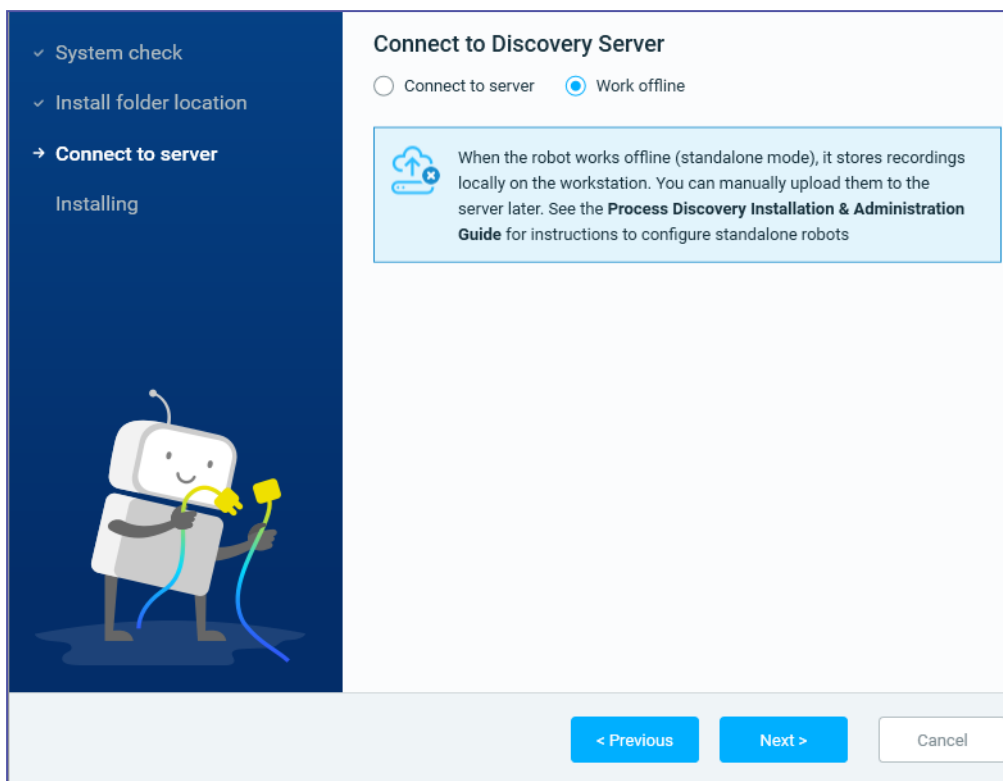 System check
Install folder location
Connect to server
Installing
Connect to Discovery Server
Connect to server
Work offline
When the robot works offline (standalone mode), it stores recordings
locally on the workstation. You can manually upload them to the
server later. See the Process Discovery Installation & Administration
Guide for instructions to configure standalone robots
< Previous
Next >
Cancel